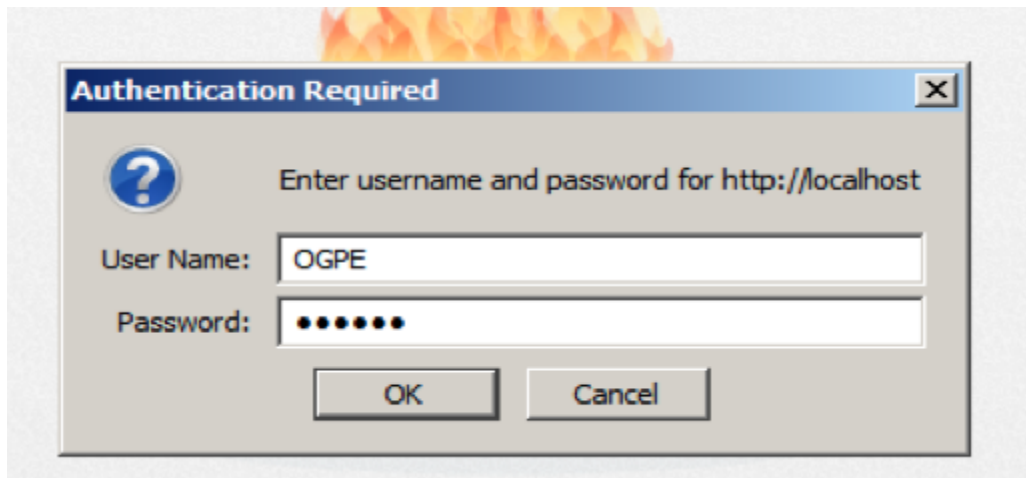 Authentication Required
Enter username and password for http://localhost
User Name: OGPE
Password: ••••••
OK Cancel